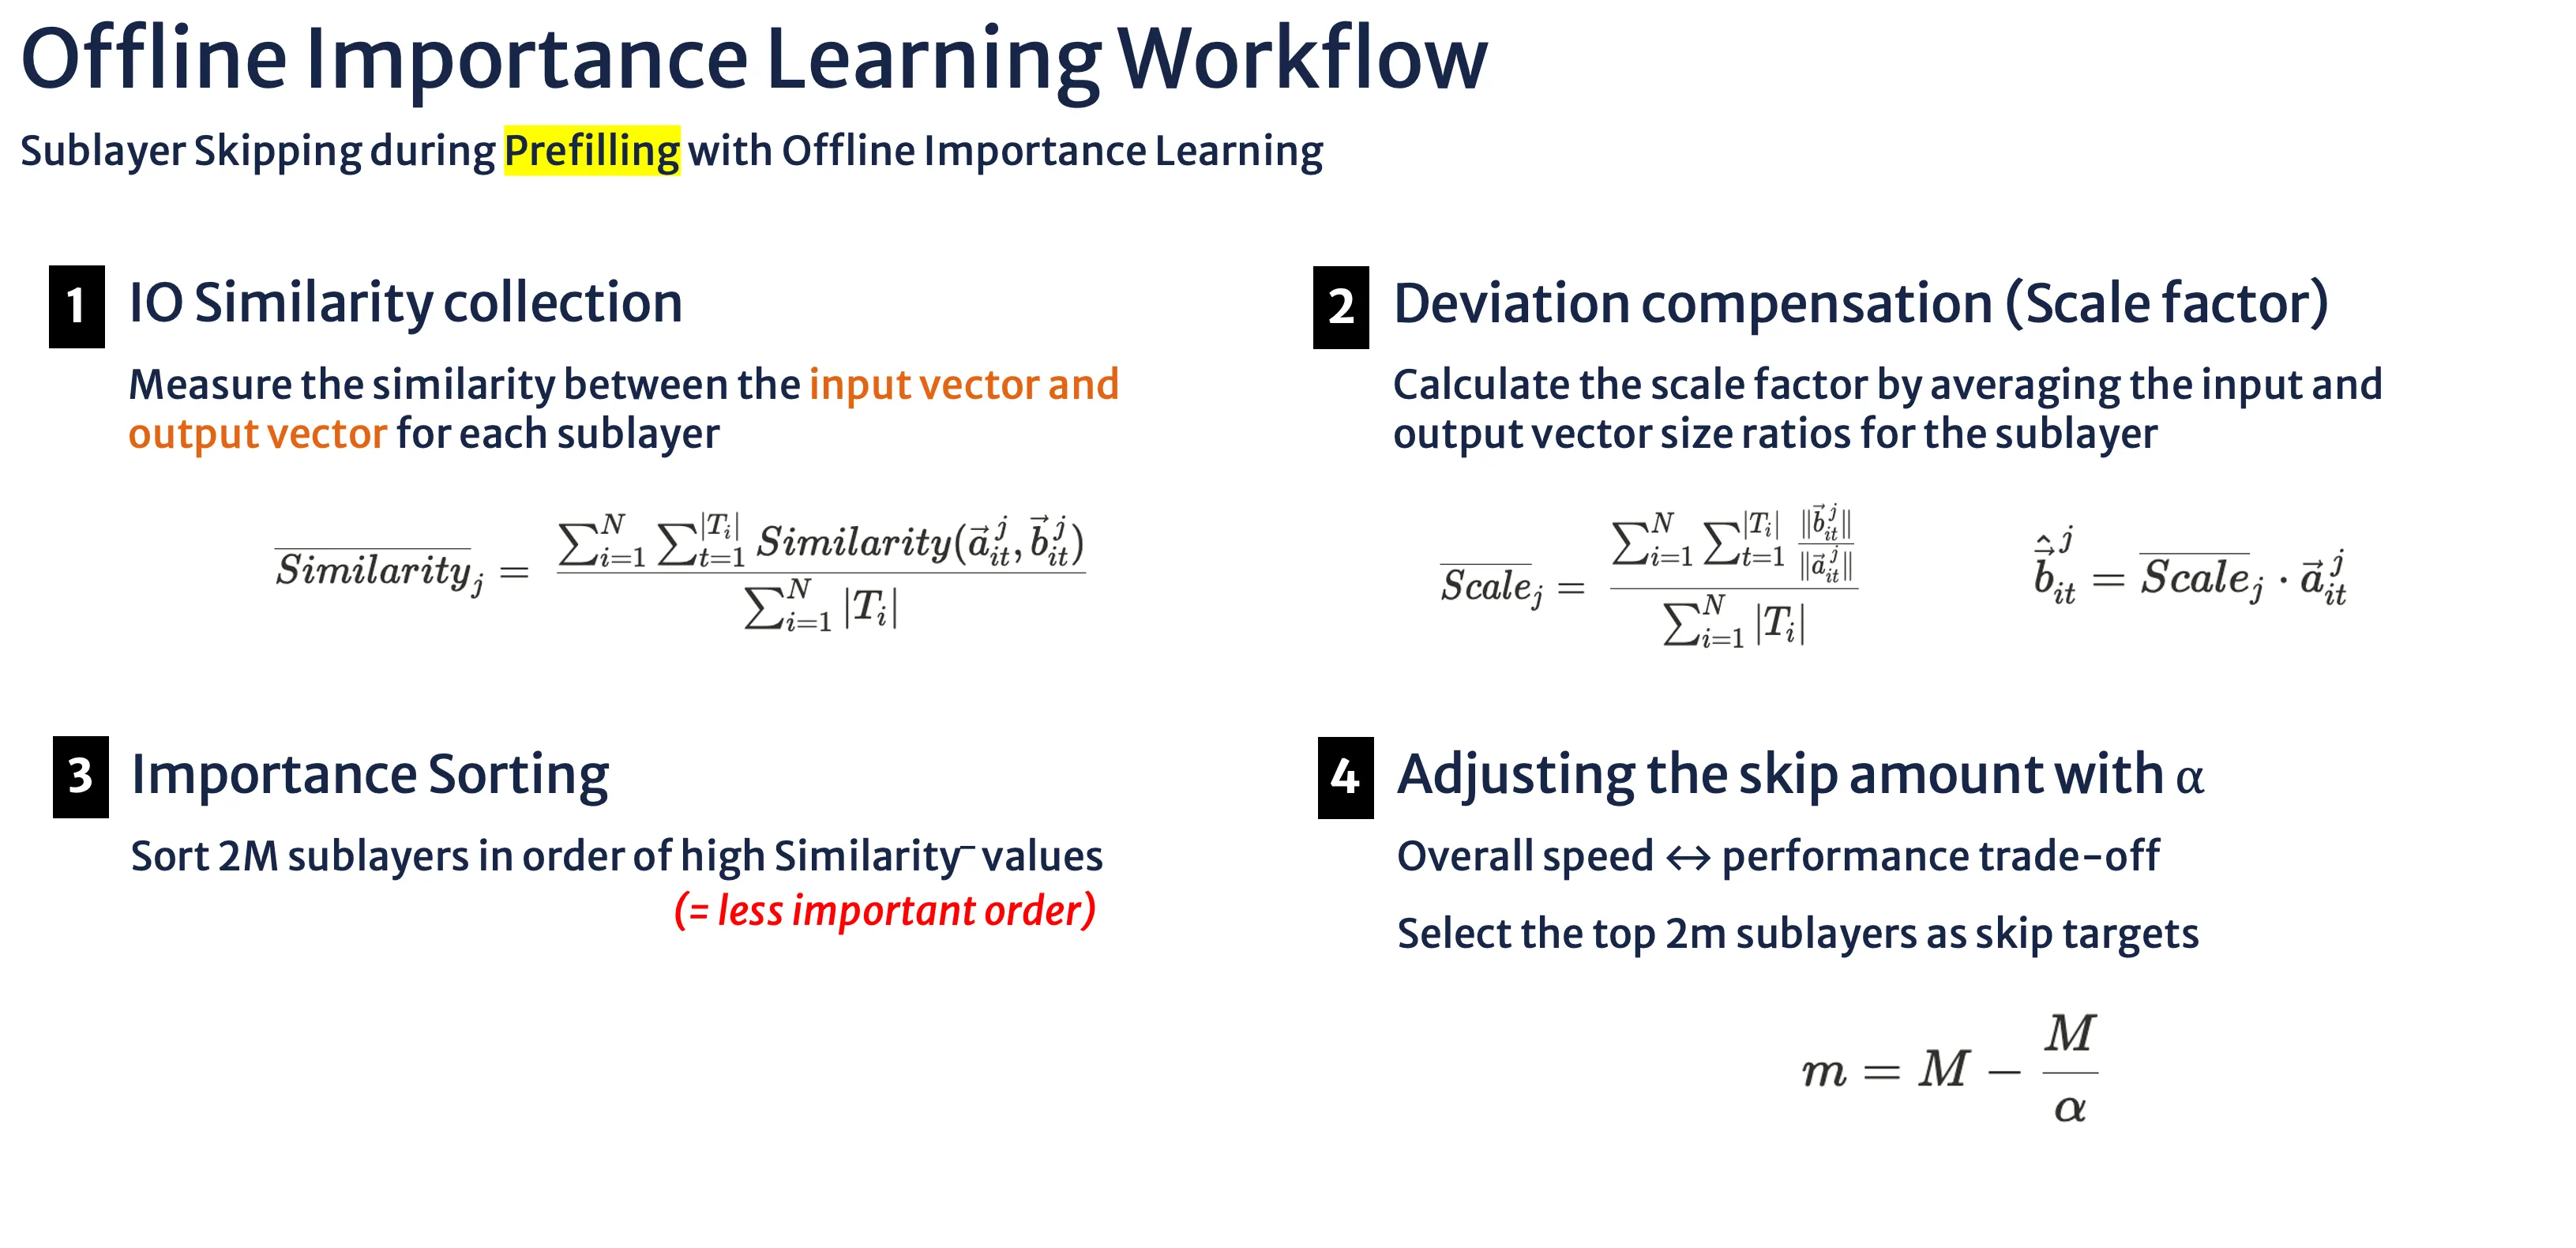 Offline Importance Learning Workflow
Sublayer Skipping during Prefilling with Offline Importance Learning
1 IO Similarity collection
Measure the similarity between the input vector and
output vector for each sublayer
$\overline{Similarity}_j = \frac{\sum_{i=1}^{N} \sum_{t=1}^{|T_i|} Similarity(\vec{a}_{it}^{j}, \vec{b}_{it}^{j})}{\sum_{i=1}^{N} |T_i|}$
2 Deviation compensation (Scale factor)
Calculate the scale factor by averaging the input and
output vector size ratios for the sublayer
$\overline{Scale}_j = \frac{\sum_{i=1}^{N} \sum_{t=1}^{|T_i|} \frac{\|\vec{b}_{it}^{j}\|}{\|\vec{a}_{it}^{j}\|}}{\sum_{i=1}^{N} |T_i|}$
$\hat{\vec{b}}_{it}^{j} = \overline{Scale}_j \cdot \vec{a}_{it}^{j}$
3 Importance Sorting
Sort 2M sublayers in order of high Similarity¯ values
(= less important order)
4 Adjusting the skip amount with α
Overall speed ↔ performance trade-off
Select the top 2m sublayers as skip targets
$m = M - \frac{M}{\alpha}$